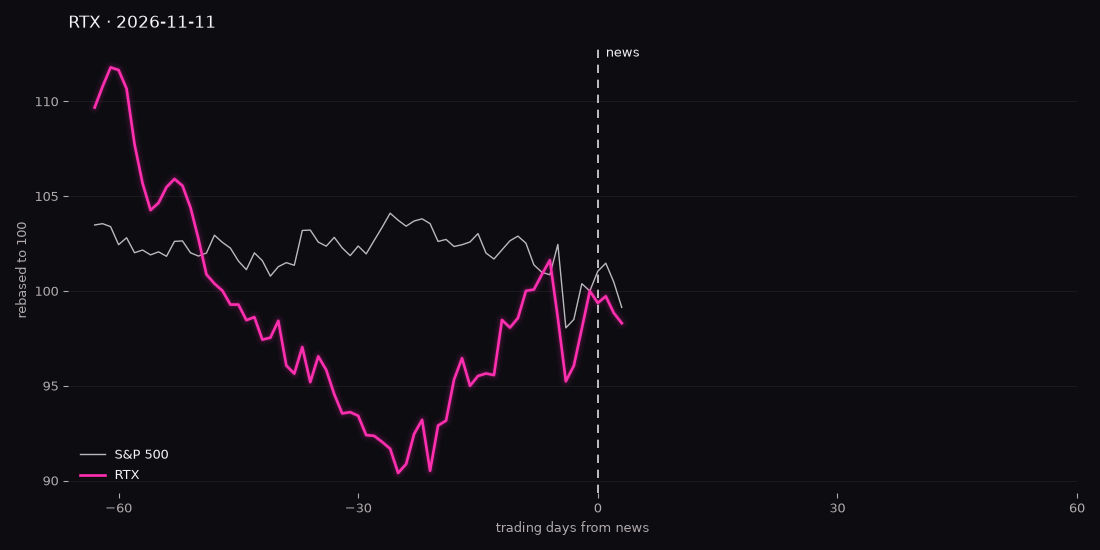 RTX · 2026-11-11
news
110
105
100
95
90
rebased to 100
S&P 500
RTX
−60
−30
0
30
60
trading days from news